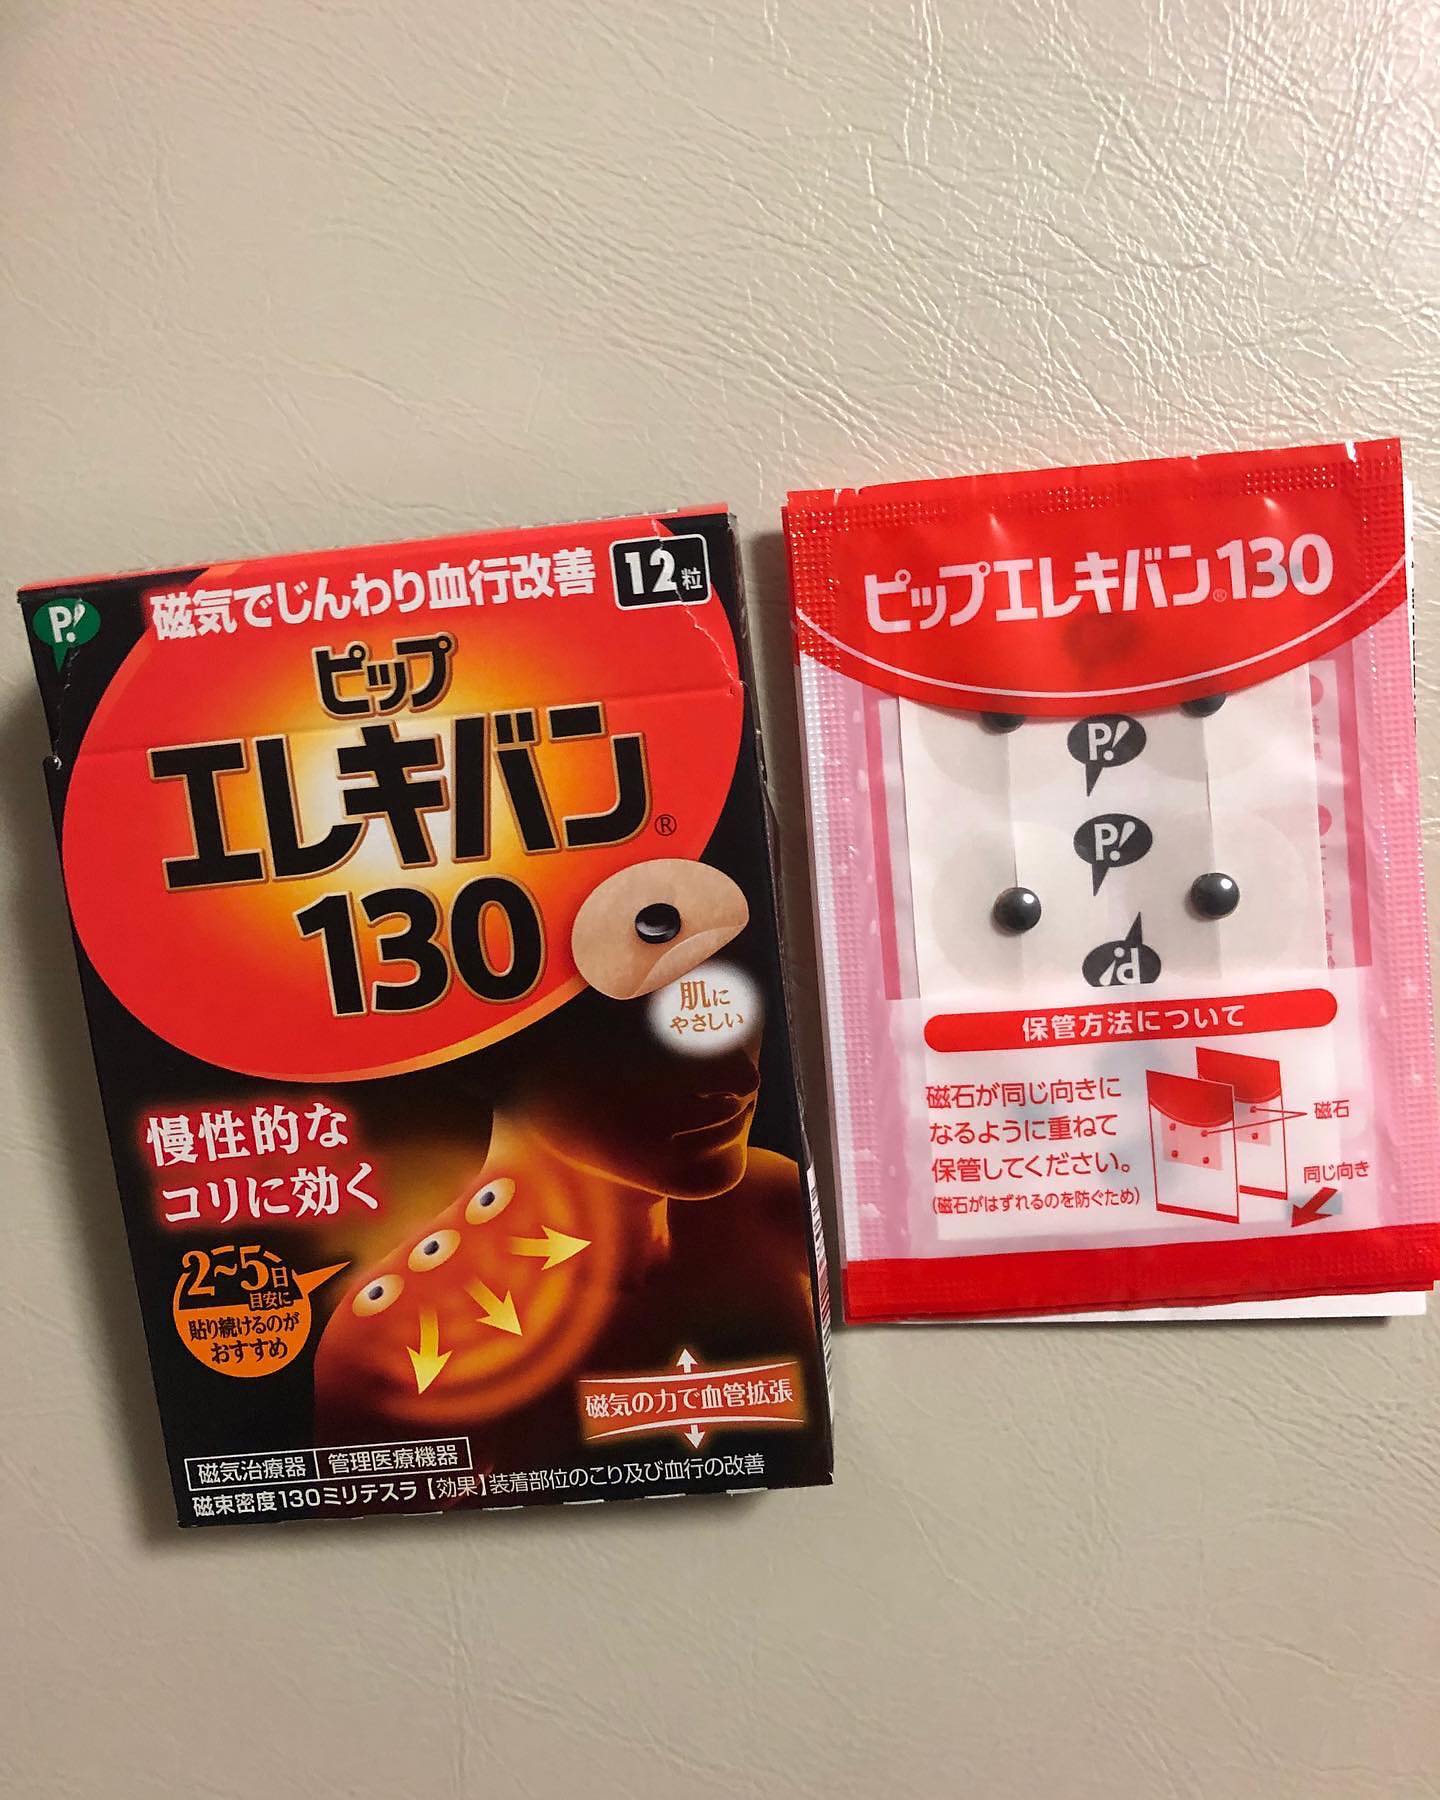 P!
磁気でじんわり血行改善
12粒
ピップ
エレキバン®
130
肌に
やさしい
慢性的な
コリに効く
2〜5日
目安に
貼り続けるのが
おすすめ
磁気の力で血管拡張
磁気治療器 管理医療機器
磁束密度130ミリテスラ【効果】装着部位のこり及び血行の改善
ピップエレキバン®130
P!
P!
P!
保管方法について
磁石が同じ向きに
なるように重ねて
保管してください。
(磁石がはずれるのを防ぐため)
磁石
同じ向き